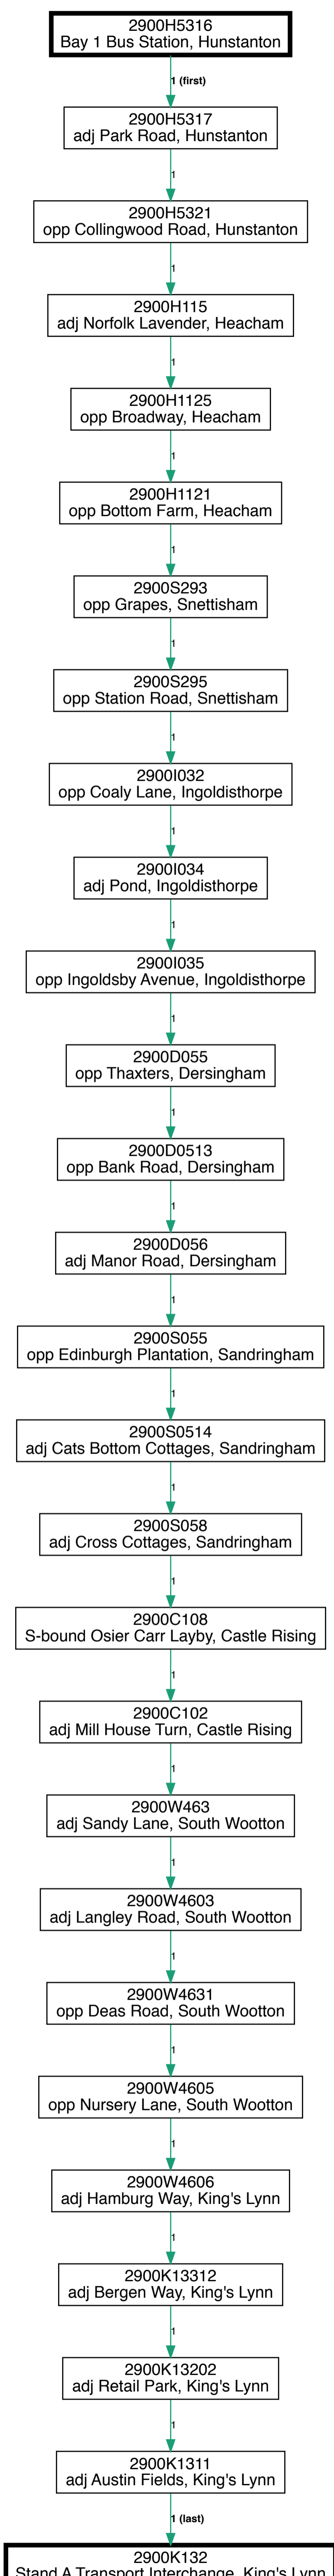 2900H5316
Bay 1 Bus Station, Hunstanton
1 (first)
2900H5317
adj Park Road, Hunstanton
1
2900H5321
opp Collingwood Road, Hunstanton
1
2900H115
adj Norfolk Lavender, Heacham
1
2900H1125
opp Broadway, Heacham
1
2900H1121
opp Bottom Farm, Heacham
1
2900S293
opp Grapes, Snettisham
1
2900S295
opp Station Road, Snettisham
1
2900I032
opp Coaly Lane, Ingoldisthorpe
1
2900I034
adj Pond, Ingoldisthorpe
1
2900I035
opp Ingoldsby Avenue, Ingoldisthorpe
1
2900D055
opp Thaxters, Dersingham
1
2900D0513
opp Bank Road, Dersingham
1
2900D056
adj Manor Road, Dersingham
1
2900S055
opp Edinburgh Plantation, Sandringham
1
2900S0514
adj Cats Bottom Cottages, Sandringham
1
2900S058
adj Cross Cottages, Sandringham
1
2900C108
S-bound Osier Carr Layby, Castle Rising
1
2900C102
adj Mill House Turn, Castle Rising
1
2900W463
adj Sandy Lane, South Wootton
1
2900W4603
adj Langley Road, South Wootton
1
2900W4631
opp Deas Road, South Wootton
1
2900W4605
opp Nursery Lane, South Wootton
1
2900W4606
adj Hamburg Way, King's Lynn
1
2900K13312
adj Bergen Way, King's Lynn
1
2900K13202
adj Retail Park, King's Lynn
1
2900K1311
adj Austin Fields, King's Lynn
1 (last)
2900K132
Stand A Transport Interchange, King's Lynn